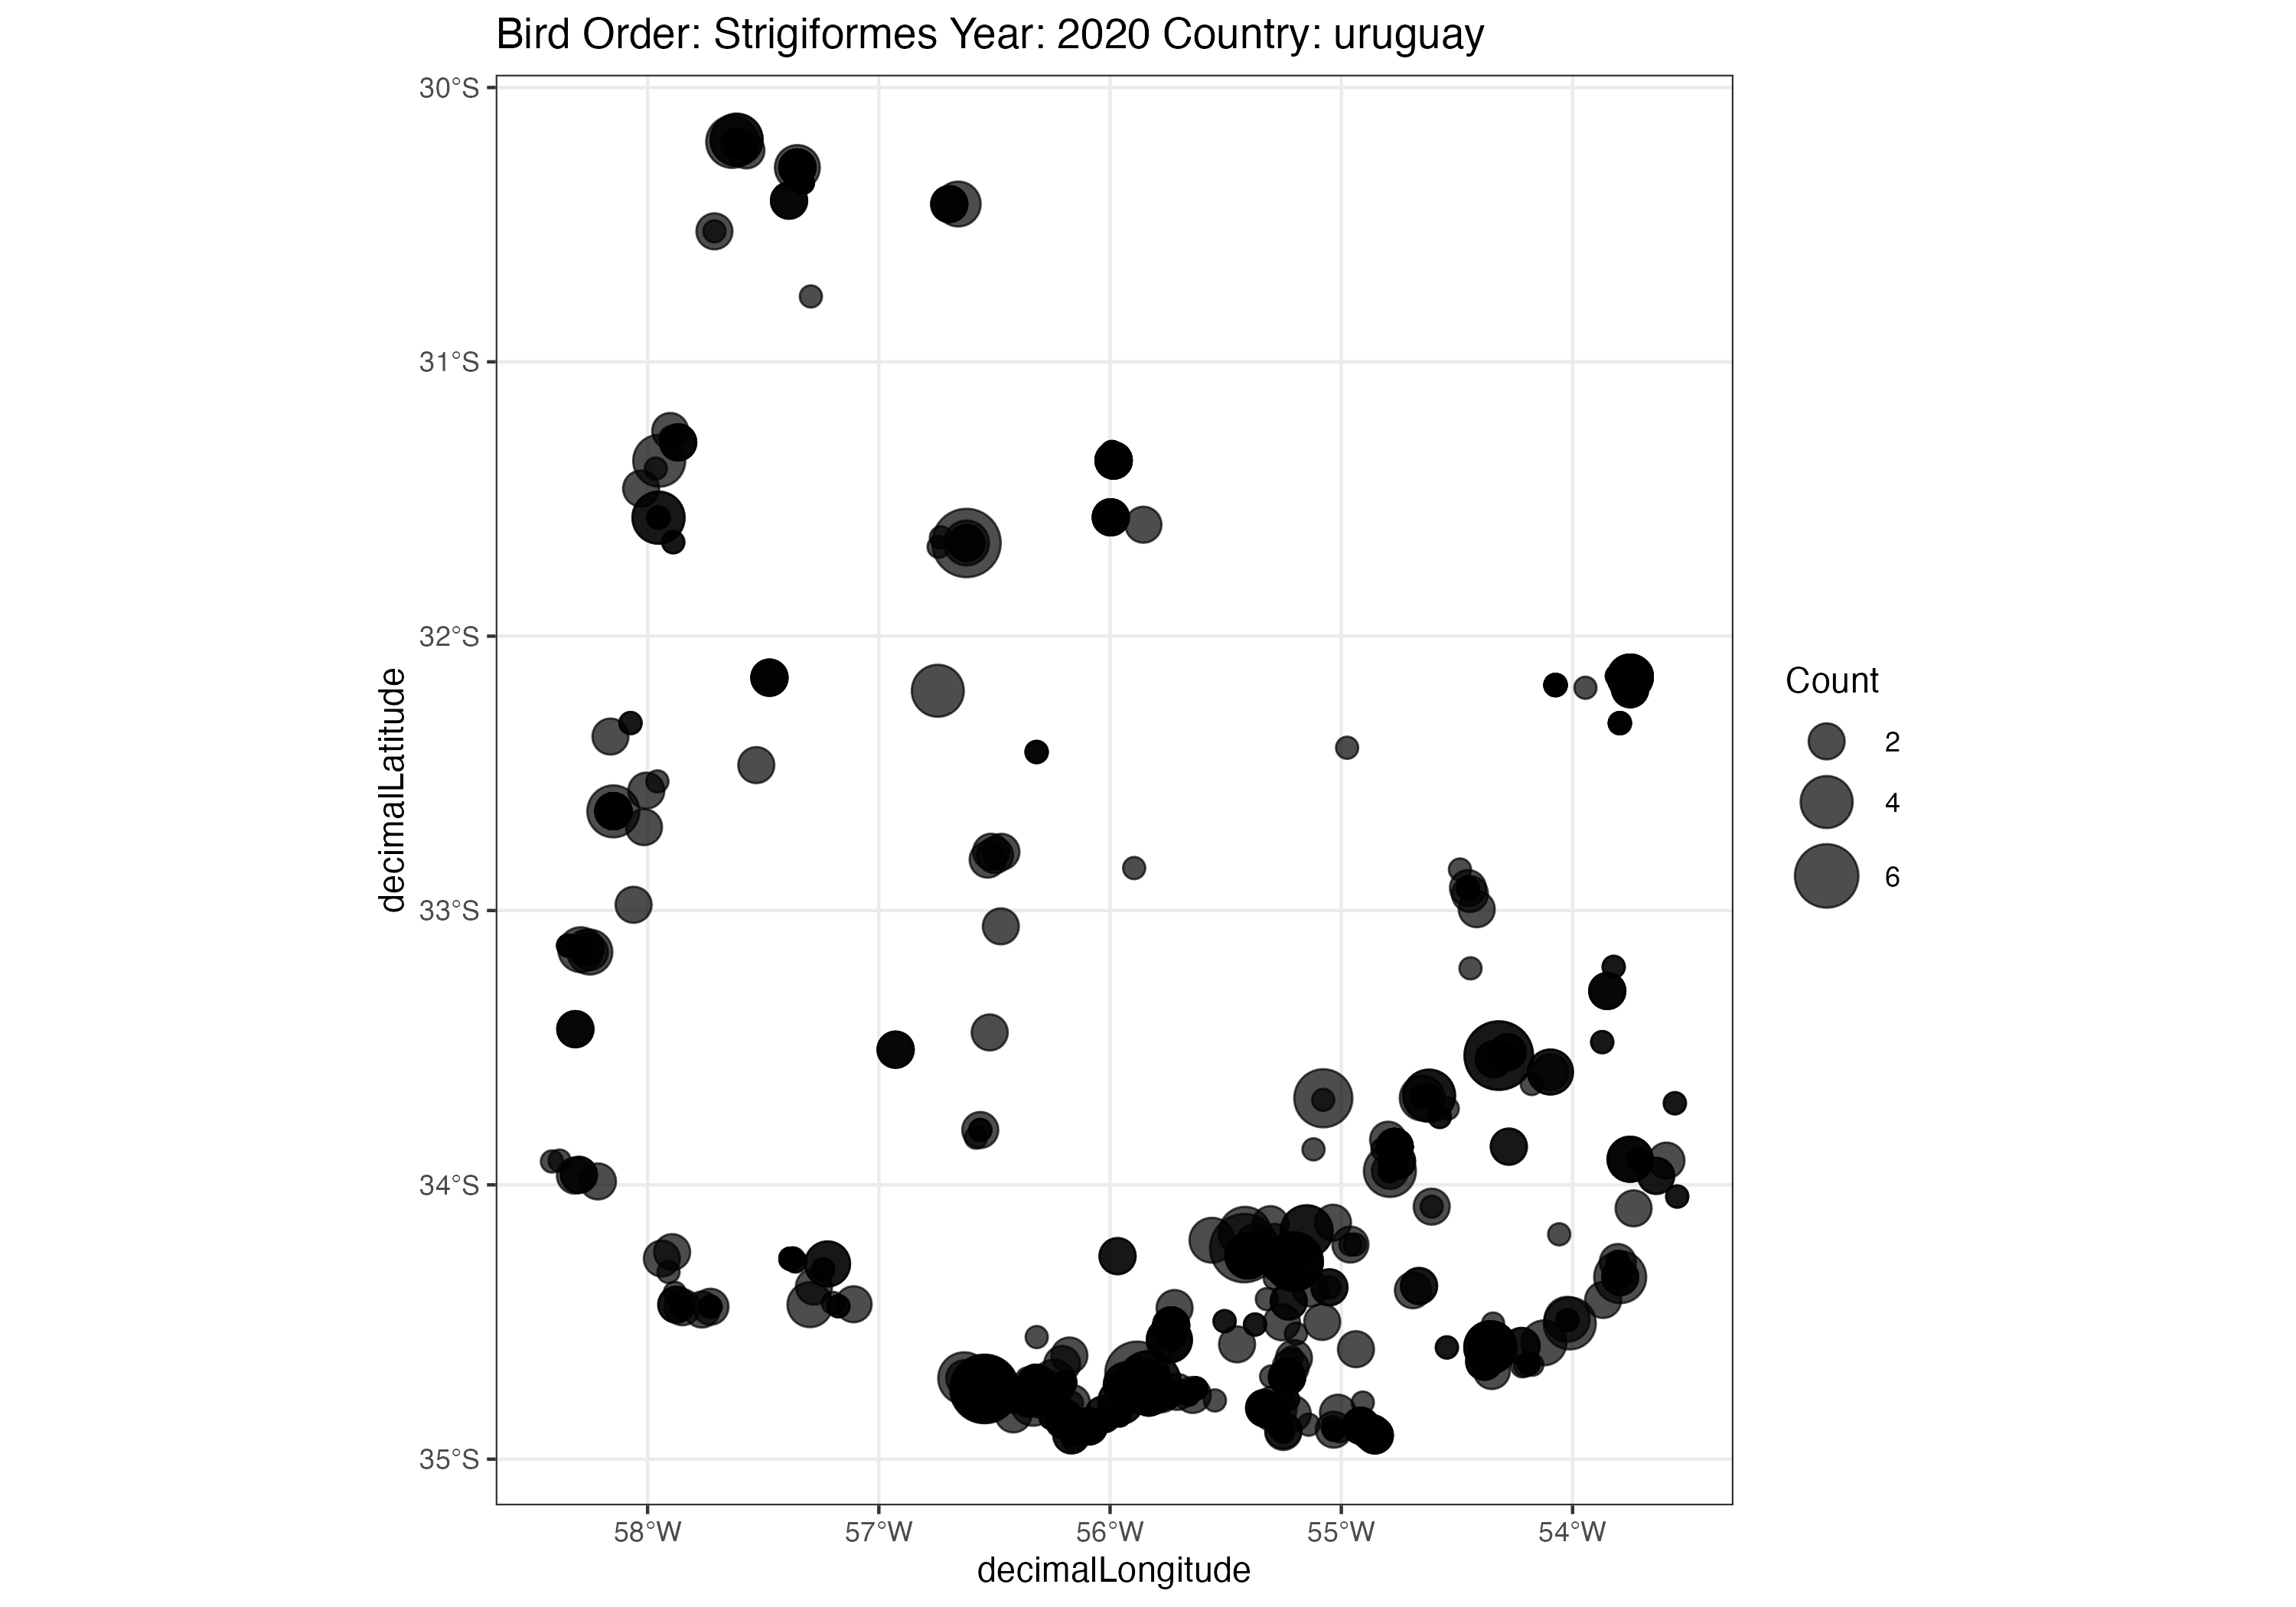 Bird Order: Strigiformes Year: 2020 Country: uruguay
30°S
31°S
32°S
33°S
34°S
35°S
decimalLatitude
58°W
57°W
56°W
55°W
54°W
decimalLongitude
Count
2
4
6